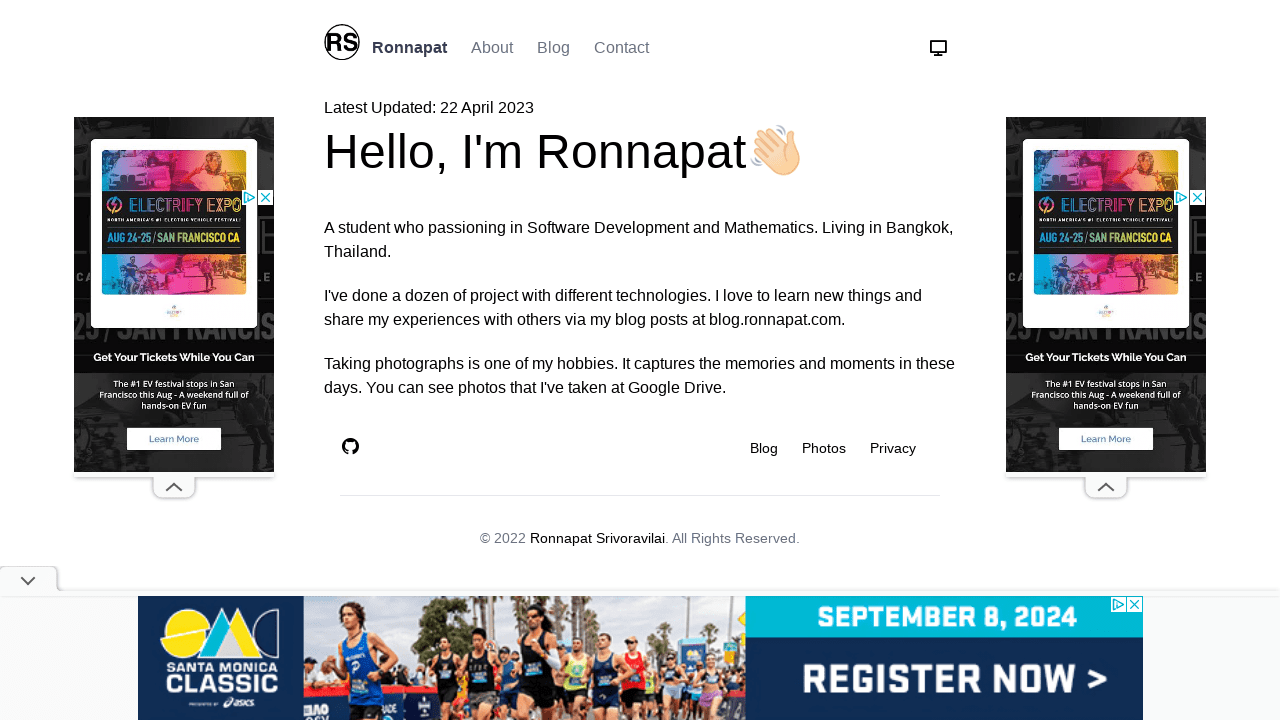 RS Ronnapat About Blog Contact
Latest Updated: 22 April 2023
Hello, I'm Ronnapat👋🏻
A student who passioning in Software Development and Mathematics. Living in Bangkok,
Thailand.
I've done a dozen of project with different technologies. I love to learn new things and
share my experiences with others via my blog posts at blog.ronnapat.com.
Taking photographs is one of my hobbies. It captures the memories and moments in these
days. You can see photos that I've taken at Google Drive.
Blog Photos Privacy
© 2022 Ronnapat Srivoravilai. All Rights Reserved.
ELECTRIFY EXPO
NORTH AMERICA'S #1 ELECTRIC VEHICLE FESTIVAL!
AUG 24-25 / SAN FRANCISCO CA
Get Your Tickets While You Can
The #1 EV festival stops in San
Francisco this Aug - A weekend full of
hands-on EV fun
Learn More
ELECTRIFY EXPO
NORTH AMERICA'S #1 ELECTRIC VEHICLE FESTIVAL!
AUG 24-25 / SAN FRANCISCO CA
Get Your Tickets While You Can
The #1 EV festival stops in San
Francisco this Aug - A weekend full of
hands-on EV fun
Learn More
SANTA MONICA
CLASSIC
PRESENTED BY asics
SEPTEMBER 8, 2024
REGISTER NOW >